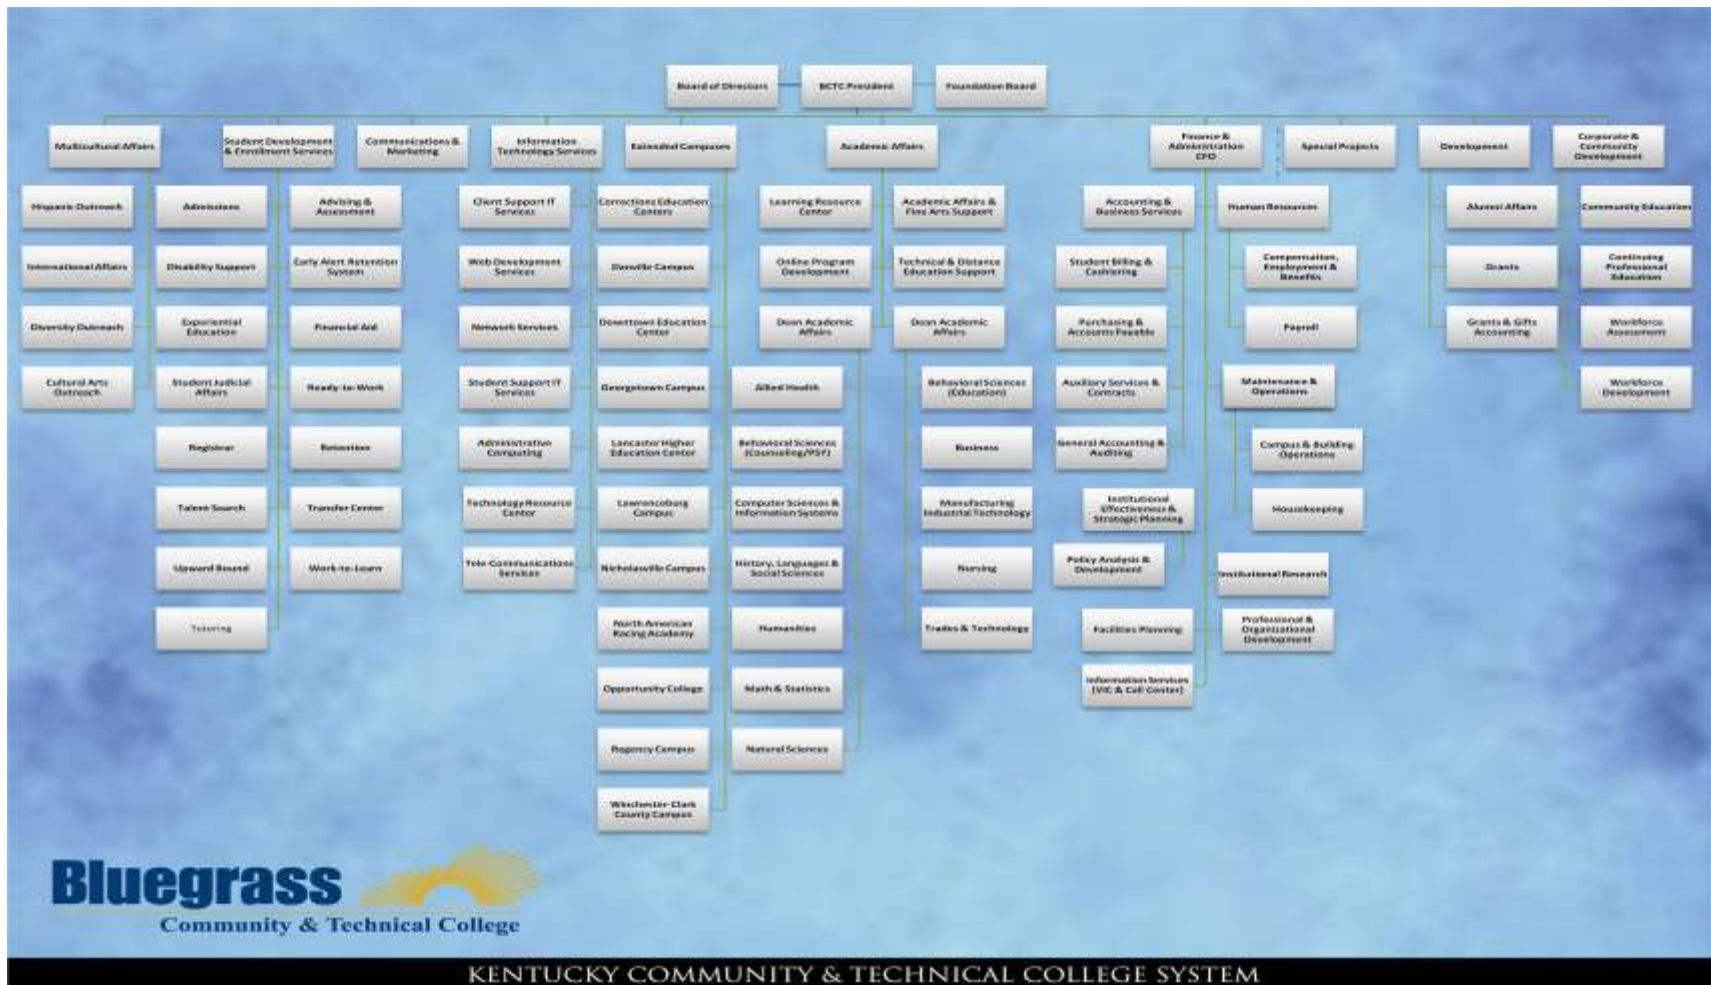 Board of Directors
BCTC President
Foundation Board
Multicultural Affairs
Student Development
& Enrollment Services
Communications &
Marketing
Information
Technology Services
Extended Campuses
Academic Affairs
Finance &
Administration
CFO
Special Projects
Development
Corporate &
Community
Development
Hispanic Outreach
International Affairs
Diversity Outreach
Cultural Arts
Outreach
Admissions
Disability Support
Experiential
Education
Student Judicial
Affairs
Registrar
Talent Search
Upward Bound
Tutoring
Advising &
Assessment
Early Alert Retention
System
Financial Aid
Ready-to-Work
Retention
Transfer Center
Work-to-Learn
Client Support IT
Services
Web Development
Services
Network Services
Student Support IT
Services
Administrative
Computing
Technology Resource
Center
Tele-Communications
Services
Corrections Education
Centers
Danville Campus
Downtown Education
Center
Georgetown Campus
Lancaster Higher
Education Center
Lawrenceburg
Campus
Nicholasville Campus
North American
Racing Academy
Opportunity College
Regency Campus
Winchester-Clark
County Campus
Learning Resource
Center
Online Program
Development
Dean Academic
Affairs
Allied Health
Behavioral Sciences
(Counseling/PSY)
Computer Sciences &
Information Systems
History, Languages &
Social Sciences
Humanities
Math & Statistics
Natural Sciences
Academic Affairs &
Fine Arts Support
Technical & Distance
Education Support
Dean Academic
Affairs
Behavioral Sciences
(Education)
Business
Manufacturing
Industrial Technology
Nursing
Trades & Technology
Accounting &
Business Services
Student Billing &
Cashiering
Purchasing &
Accounts Payable
Auxiliary Services &
Contracts
General Accounting &
Auditing
Institutional
Effectiveness &
Strategic Planning
Policy Analysis &
Development
Facilities Planning
Information Services
(VIC & Call Center)
Human Resources
Compensation,
Employment &
Benefits
Payroll
Maintenance &
Operations
Campus & Building
Operations
Housekeeping
Institutional Research
Professional &
Organizational
Development
Alumni Affairs
Grants
Grants & Gifts
Accounting
Community Education
Continuing
Professional
Education
Workforce
Assessment
Workforce
Development
Bluegrass
Community & Technical College
KENTUCKY COMMUNITY & TECHNICAL COLLEGE SYSTEM